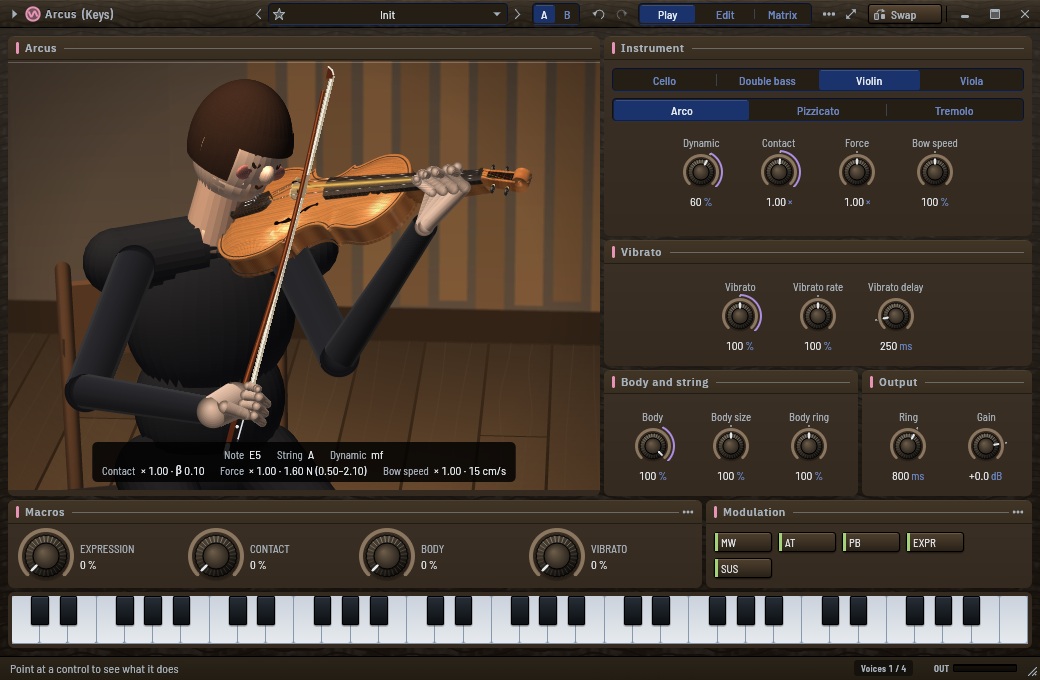 Arcus (Keys)
Init
A B
Play Edit Matrix
Swap
Arcus
Note E5 String A Dynamic mf
Contact × 1.00 · β 0.10 Force × 1.00 · 1.60 N (0.50–2.10) Bow speed × 1.00 · 15 cm/s
Instrument
Cello Double bass Violin Viola
Arco Pizzicato Tremolo
Dynamic Contact Force Bow speed
60 % 1.00 × 1.00 × 100 %
Vibrato
Vibrato Vibrato rate Vibrato delay
100 % 100 % 250 ms
Body and string
Body Body size Body ring
100 % 100 % 100 %
Output
Ring Gain
800 ms +0.0 dB
Macros
EXPRESSION
0 %
CONTACT
0 %
BODY
0 %
VIBRATO
0 %
Modulation
MW AT PB EXPR
SUS
Point at a control to see what it does
Voices 1 / 4 OUT